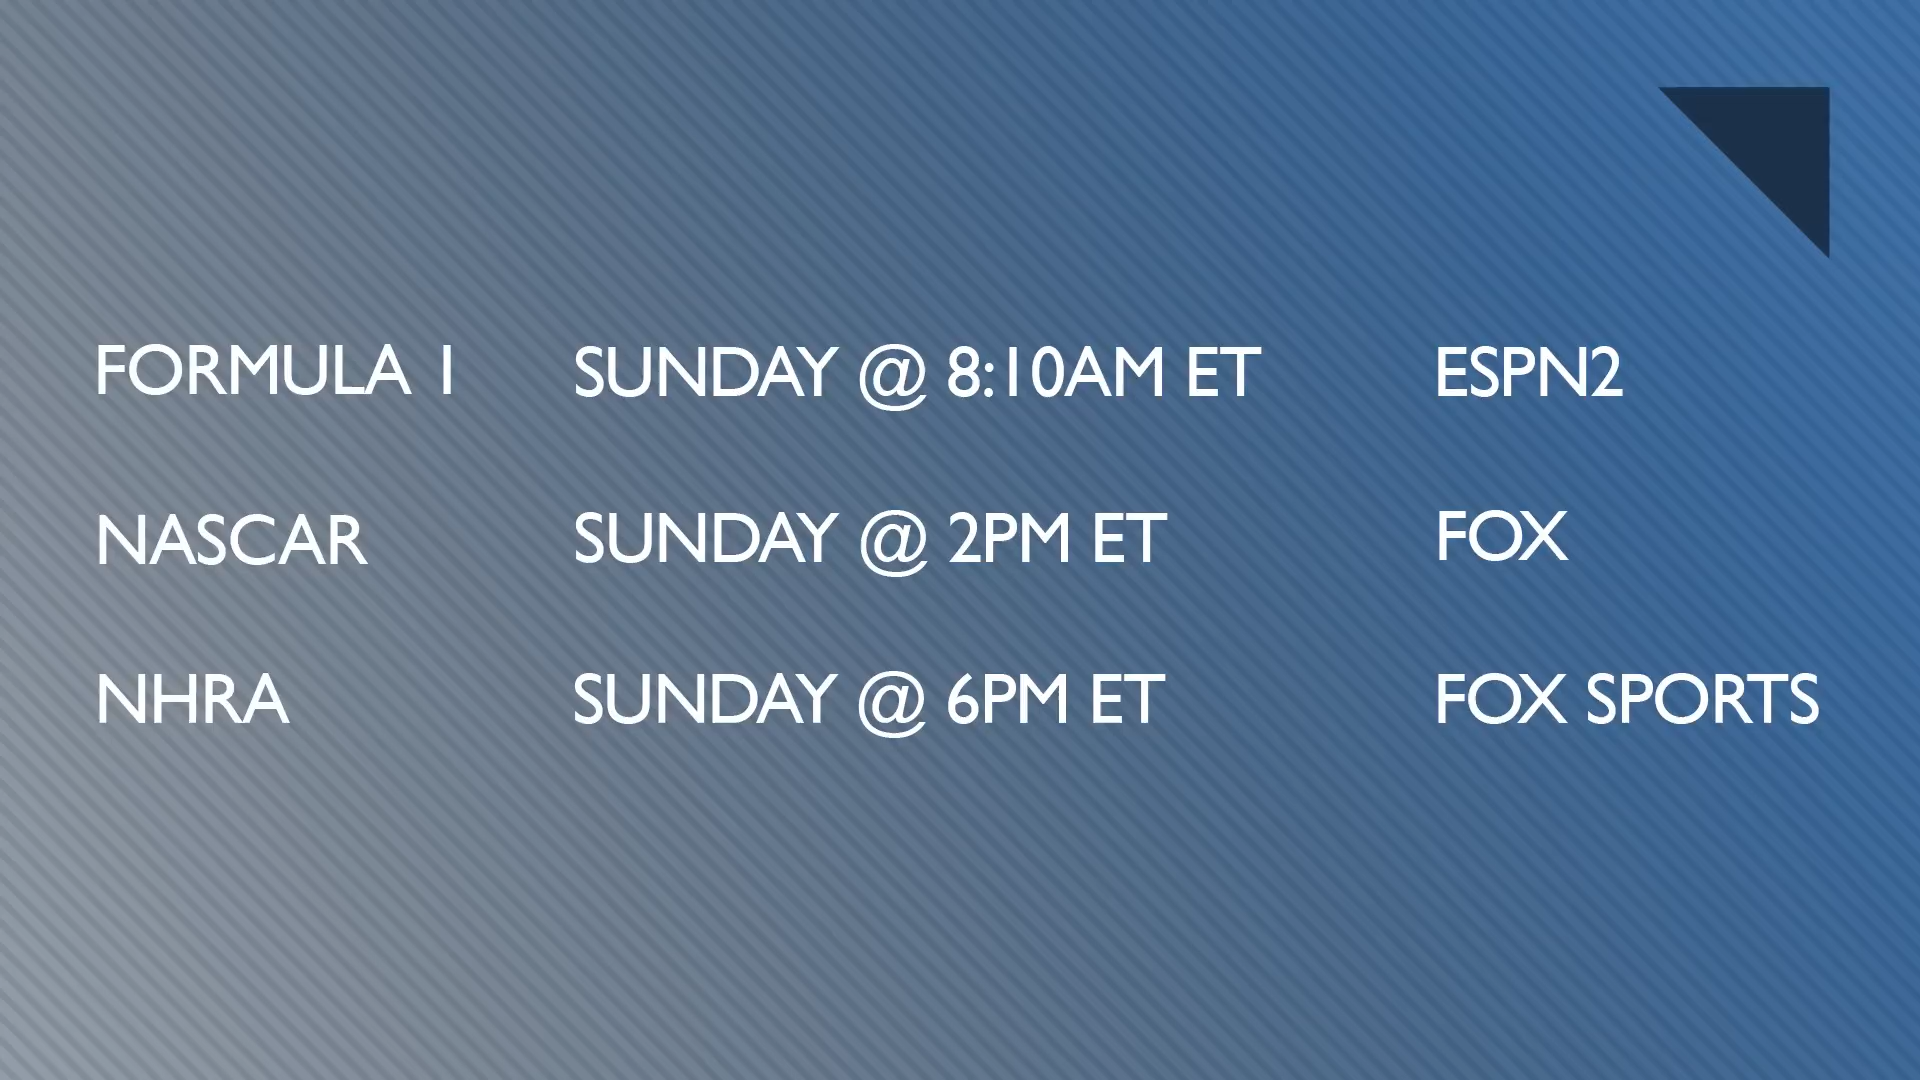 FORMULA 1 SUNDAY @ 8:10AM ET ESPN2
NASCAR SUNDAY @ 2PM ET FOX
NHRA SUNDAY @ 6PM ET FOX SPORTS